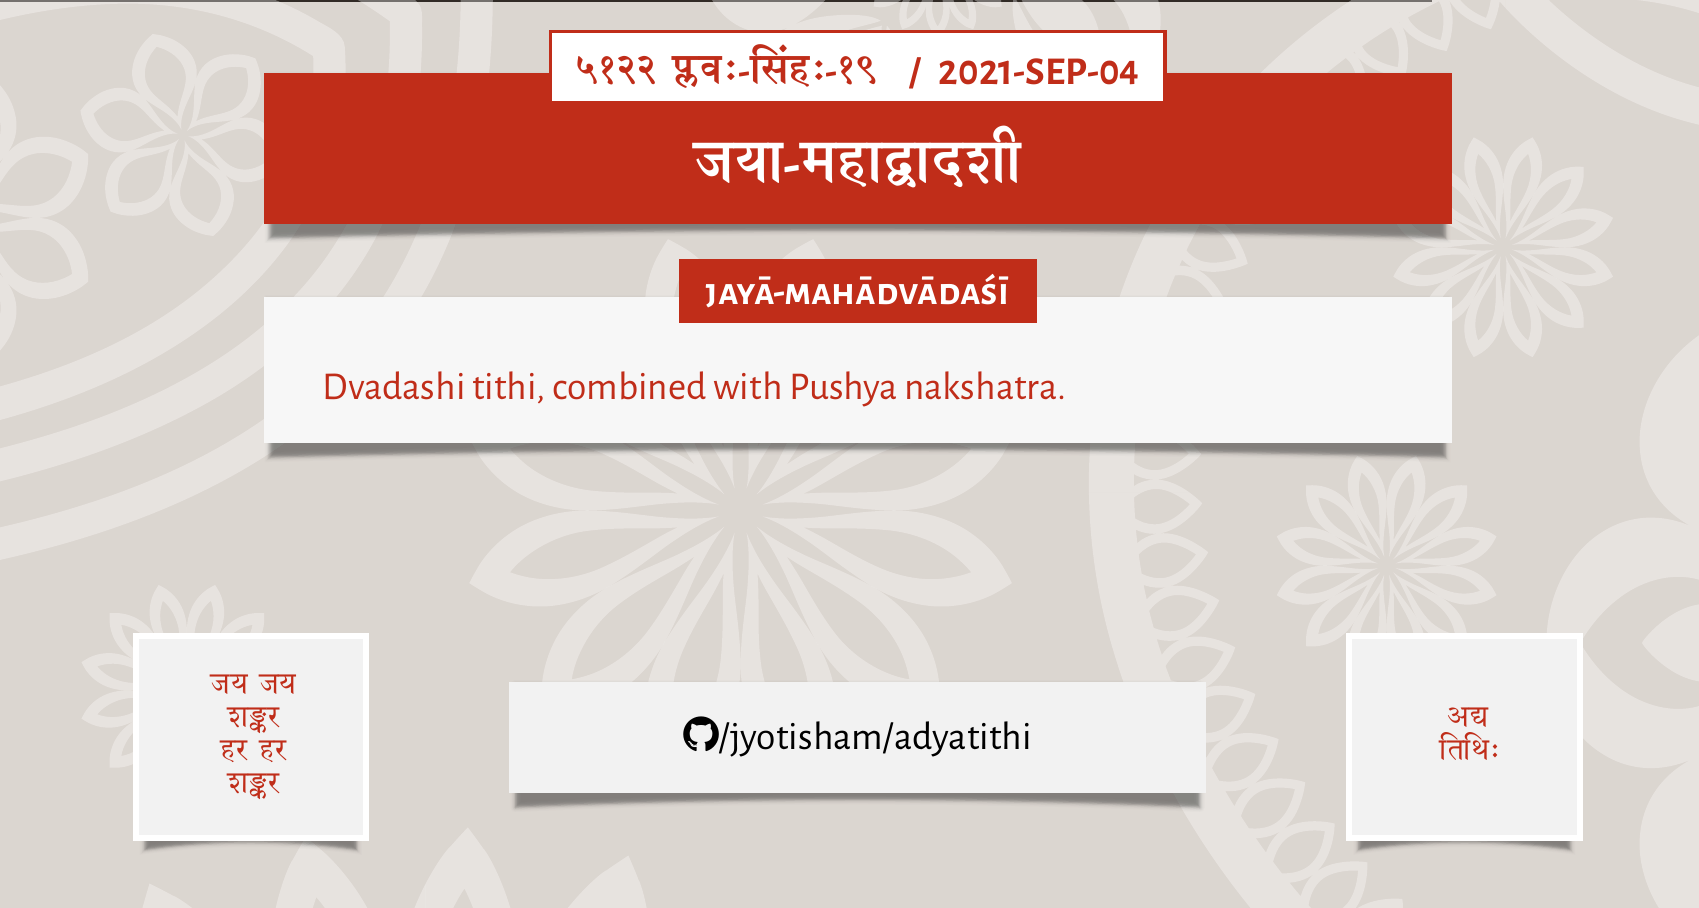 ५१२२ प्लवः-सिंहः-१९ / 2021-SEP-04
जया-महाद्वादशी
JAYĀ-MAHĀDVĀDAŚĪ
Dvadashi tithi, combined with Pushya nakshatra.
जय जय
शङ्कर
हर हर
शङ्कर
/jyotisham/adyatithi
अद्य
तिथिः